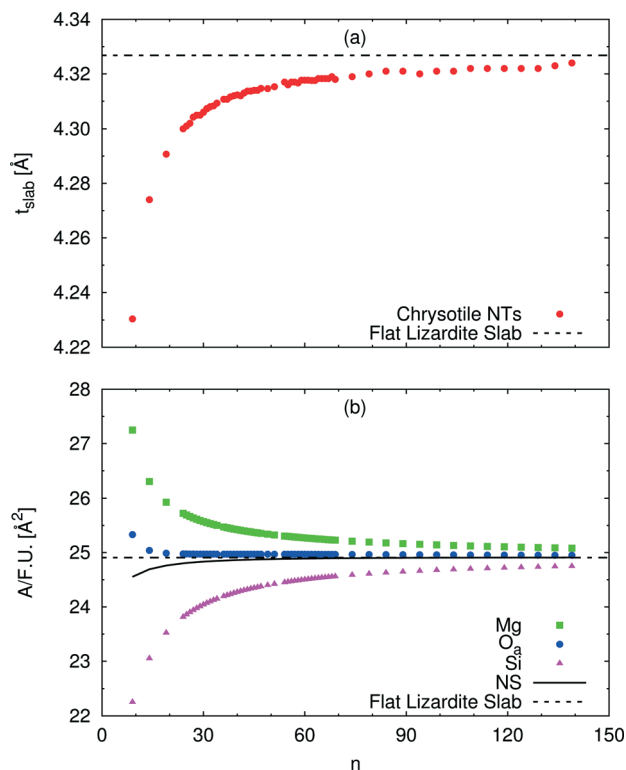 (a)
4.34
4.32
4.30
4.28
4.26
4.24
4.22
t_slab [Å]
Chrysotile NTs
Flat Lizardite Slab
(b)
28
27
26
25
24
23
22
A/F.U. [Å²]
Mg
O_a
Si
NS
Flat Lizardite Slab
0 30 60 90 120 150
n